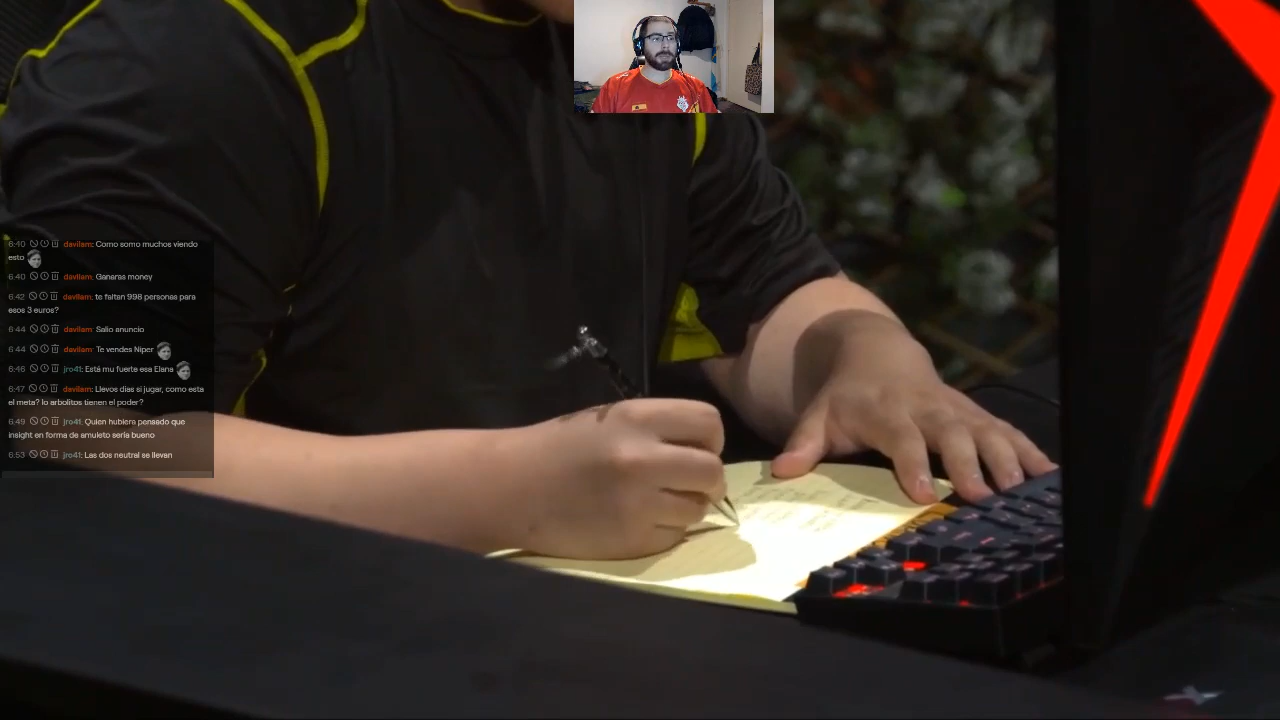 6:40 davilam: Como somo muchos viendo
esto
6:40 davilam: Ganaras money
6:42 davilam: te faltan 998 personas para
esos 3 euros?
6:44 davilam: Salio anuncio
6:44 davilam: Te vendes Niper
6:46 jro41: Está mu fuerte esa Elans
6:47 davilam: Llevos dias si jugar, como esta
el meta? lo arbolitos tienen el poder?
6:49 jro41: Quien hubiera pensado que
insight en forma de amuleto sería bueno
6:53 jro41: Las dos neutral se llevan